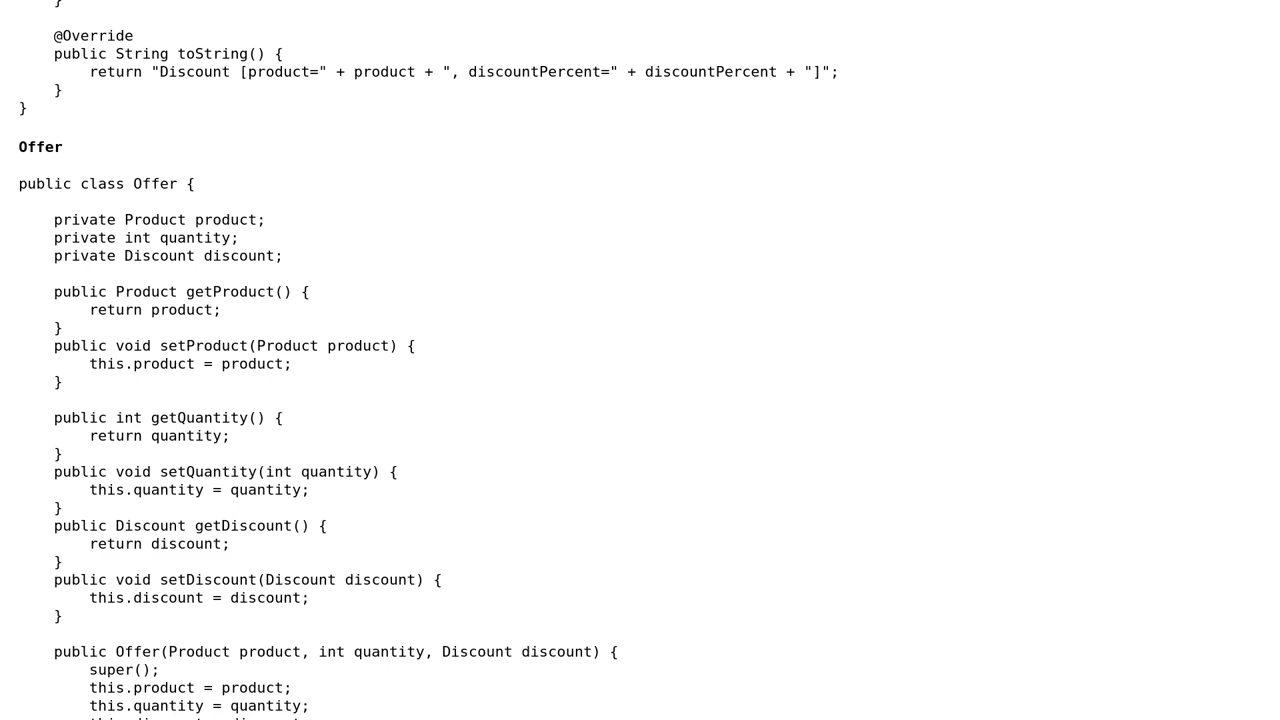 }
@Override
public String toString() {
return "Discount [product=" + product + ", discountPercent=" + discountPercent + "]";
}
}
Offer
public class Offer {
private Product product;
private int quantity;
private Discount discount;
public Product getProduct() {
return product;
}
public void setProduct(Product product) {
this.product = product;
}
public int getQuantity() {
return quantity;
}
public void setQuantity(int quantity) {
this.quantity = quantity;
}
public Discount getDiscount() {
return discount;
}
public void setDiscount(Discount discount) {
this.discount = discount;
}
public Offer(Product product, int quantity, Discount discount) {
super();
this.product = product;
this.quantity = quantity;